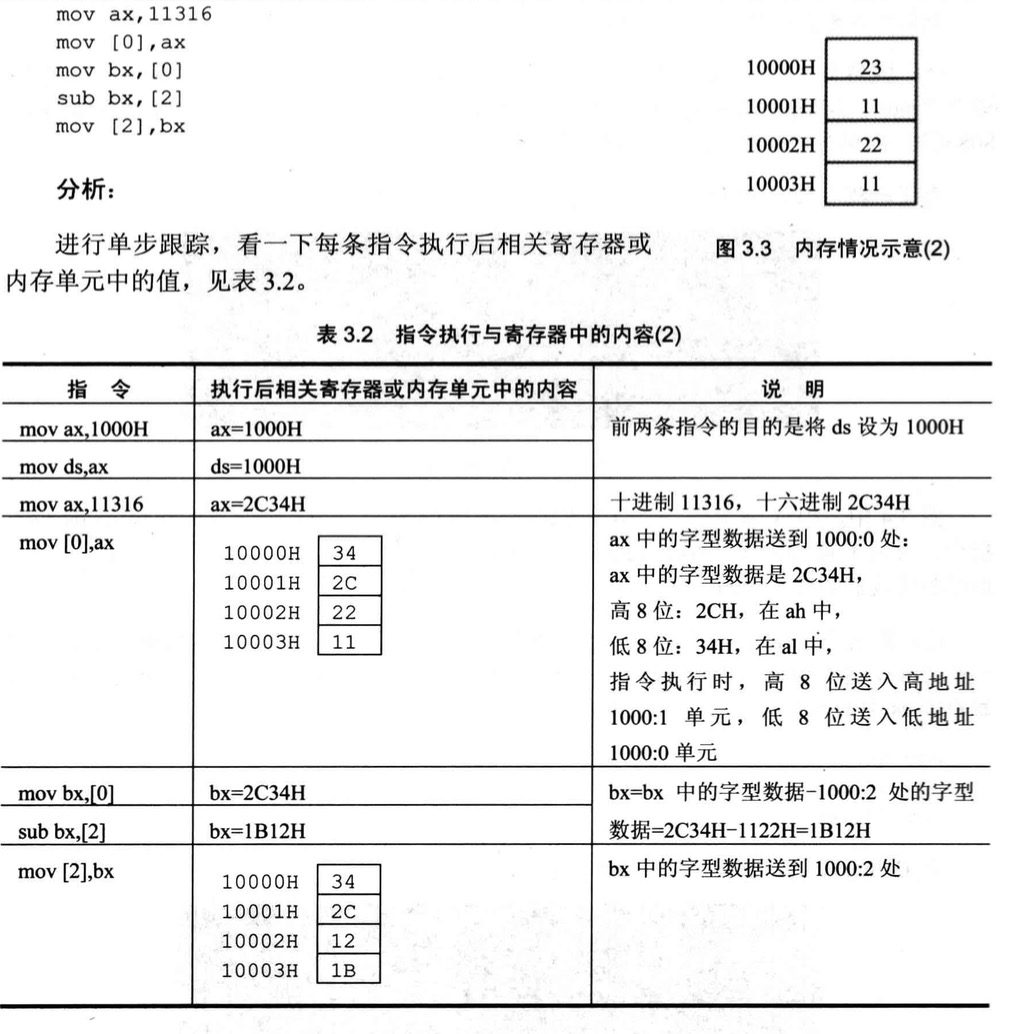 mov ax,11316
mov [0],ax
mov bx,[0]
sub bx,[2]
mov [2],bx
10000H 23
10001H 11
10002H 22
10003H 11
图 3.3 内存情况示意(2)
分析：
进行单步跟踪，看一下每条指令执行后相关寄存器或
内存单元中的值，见表 3.2。
表 3.2 指令执行与寄存器中的内容(2)
指 令 执行后相关寄存器或内存单元中的内容 说 明
mov ax,1000H ax=1000H 前两条指令的目的是将 ds 设为 1000H
mov ds,ax ds=1000H
mov ax,11316 ax=2C34H 十进制 11316，十六进制 2C34H
mov [0],ax
10000H 34
10001H 2C
10002H 22
10003H 11
ax 中的字型数据送到 1000:0 处：
ax 中的字型数据是 2C34H，
高 8 位：2CH，在 ah 中，
低 8 位：34H，在 al 中，
指令执行时，高 8 位送入高地址
1000:1 单元，低 8 位送入低地址
1000:0 单元
mov bx,[0] bx=2C34H
sub bx,[2] bx=1B12H
bx=bx 中的字型数据-1000:2 处的字型
数据=2C34H-1122H=1B12H
mov [2],bx
10000H 34
10001H 2C
10002H 12
10003H 1B
bx 中的字型数据送到 1000:2 处